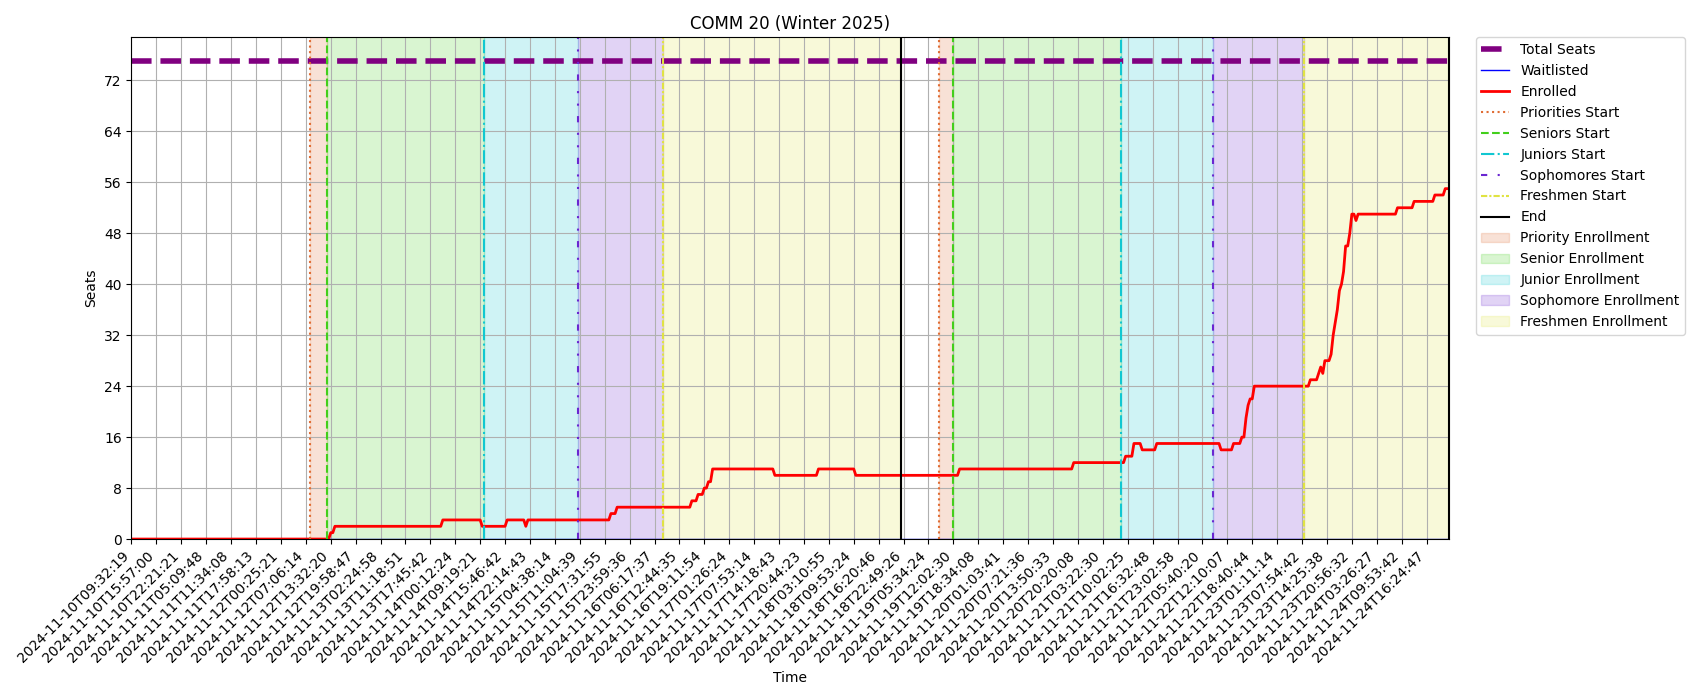 COMM 20 (Winter 2025)
Seats
72
64
56
48
40
32
24
16
8
0
2024-11-10T09:32:19
2024-11-10T15:57:00
2024-11-10T22:21:21
2024-11-11T05:09:48
2024-11-11T11:34:08
2024-11-11T17:58:13
2024-11-12T00:25:21
2024-11-12T07:06:14
2024-11-12T13:32:20
2024-11-12T19:58:47
2024-11-13T02:24:58
2024-11-13T11:18:51
2024-11-13T17:45:42
2024-11-14T00:12:24
2024-11-14T09:19:21
2024-11-14T15:46:42
2024-11-14T22:14:43
2024-11-15T04:38:14
2024-11-15T11:04:39
2024-11-15T17:31:55
2024-11-15T23:59:36
2024-11-16T06:17:37
2024-11-16T12:44:35
2024-11-16T19:11:54
2024-11-17T01:26:24
2024-11-17T07:53:14
2024-11-17T14:18:43
2024-11-17T20:44:23
2024-11-18T03:10:55
2024-11-18T09:53:24
2024-11-18T16:20:46
2024-11-18T22:49:26
2024-11-19T05:34:24
2024-11-19T12:02:30
2024-11-19T18:34:08
2024-11-20T01:03:41
2024-11-20T07:21:36
2024-11-20T13:50:33
2024-11-20T20:20:08
2024-11-21T03:22:30
2024-11-21T10:02:25
2024-11-21T16:32:48
2024-11-21T23:02:58
2024-11-22T05:40:20
2024-11-22T12:10:07
2024-11-22T18:40:44
2024-11-23T01:11:14
2024-11-23T07:54:42
2024-11-23T14:25:38
2024-11-23T20:56:32
2024-11-24T03:26:27
2024-11-24T09:53:42
2024-11-24T16:24:47
Time
Total Seats
Waitlisted
Enrolled
Priorities Start
Seniors Start
Juniors Start
Sophomores Start
Freshmen Start
End
Priority Enrollment
Senior Enrollment
Junior Enrollment
Sophomore Enrollment
Freshmen Enrollment